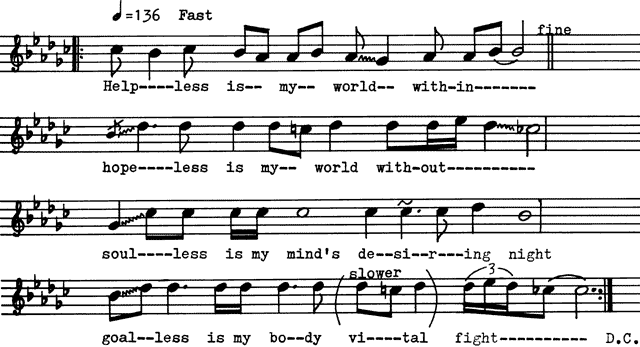 ♩=136 Fast
fine
Help----less is-- my-- world-- with-in-------
hope----less is my-- world with-out----------
soul----less is my mind's de--si--r---ing night
slower
3
goal--less is my bo--dy vi----tal fight---------- D.C.